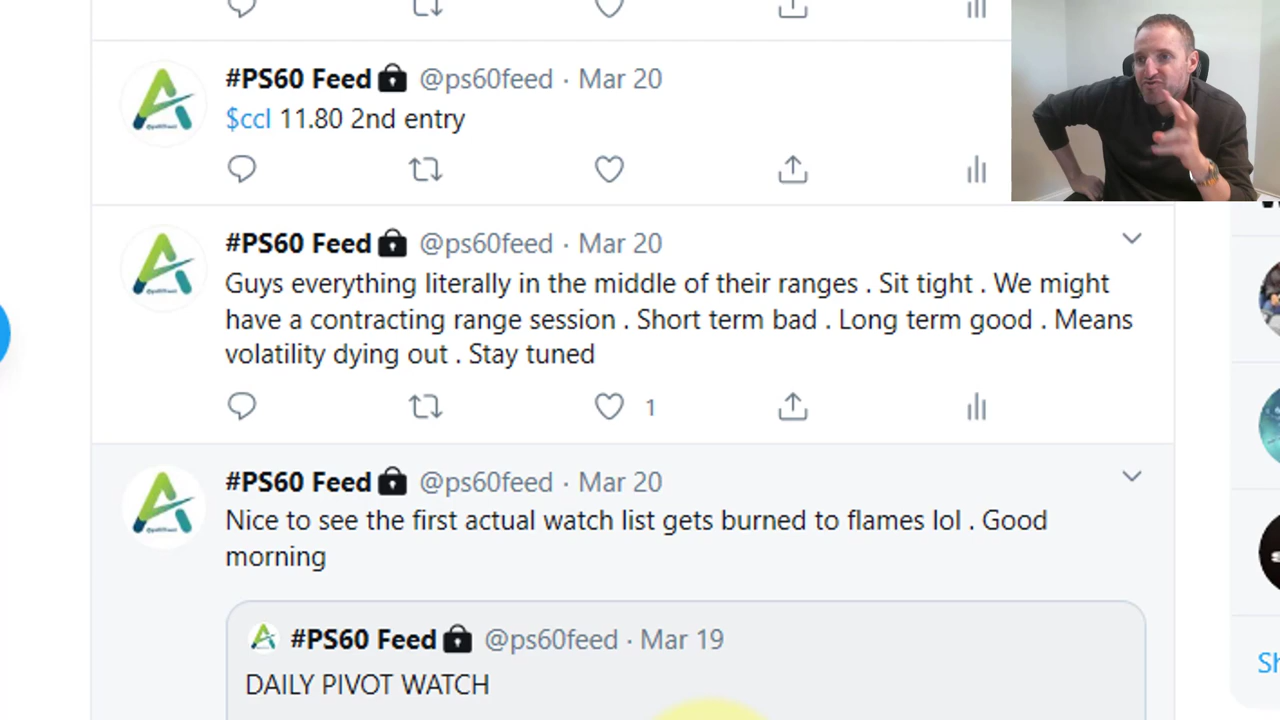 #PS60 Feed @ps60feed · Mar 20
$ccl 11.80 2nd entry
#PS60 Feed @ps60feed · Mar 20
Guys everything literally in the middle of their ranges . Sit tight . We might
have a contracting range session . Short term bad . Long term good . Means
volatility dying out . Stay tuned
1
#PS60 Feed @ps60feed · Mar 20
Nice to see the first actual watch list gets burned to flames lol . Good
morning
#PS60 Feed @ps60feed · Mar 19
DAILY PIVOT WATCH